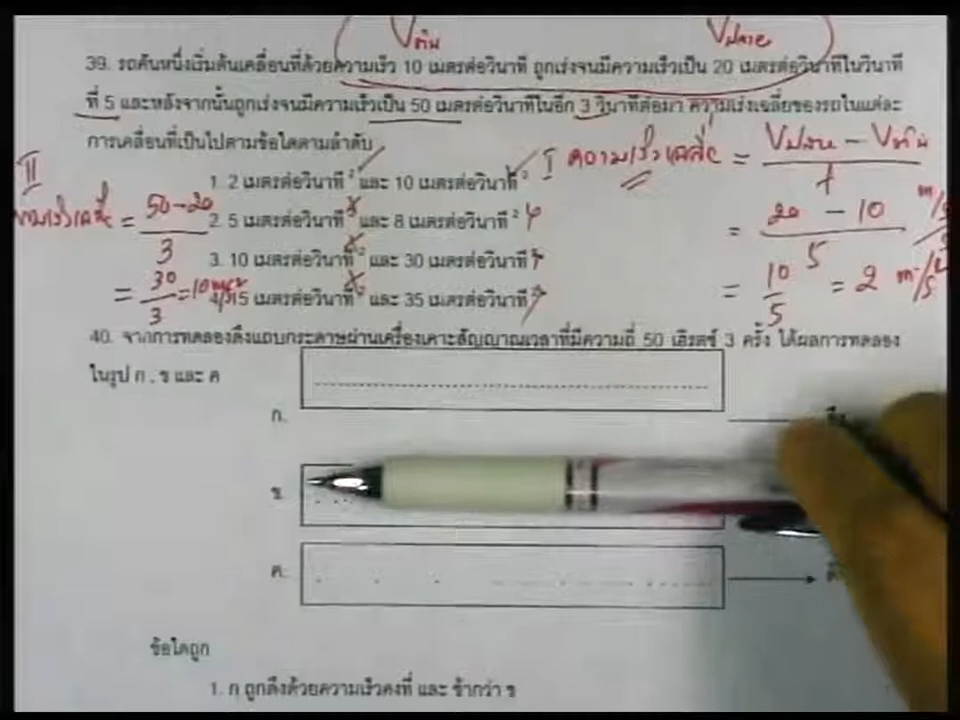 Vต้น Vปลาย
39. รถคันหนึ่งเริ่มต้นเคลื่อนที่ด้วยความเร็ว 10 เมตรต่อวินาที ถูกเร่งจนมีความเร็วเป็น 20 เมตรต่อวินาทีในวินาที
ที่ 5 และหลังจากนั้นถูกเร่งจนมีความเร็วเป็น 50 เมตรต่อวินาทีในอีก 3 วินาทีต่อมา ความเร่งเฉลี่ยของรถในแต่ละ
การเคลื่อนที่เป็นไปตามข้อใดตามลำดับ
I ความเร่งเฉลี่ย = Vปลาย - Vต้น / t
1. 2 เมตรต่อวินาที² และ 10 เมตรต่อวินาที²
II ความเร่งเฉลี่ย = 50-20 / 3
2. 5 เมตรต่อวินาที² และ 8 เมตรต่อวินาที²
= 20 - 10 / 5 m/s/s
3. 10 เมตรต่อวินาที² และ 30 เมตรต่อวินาที²
= 30/3 = 10 m/s²
= 10/5 = 2 m/s²
4. 15 เมตรต่อวินาที² และ 35 เมตรต่อวินาที²
40. จากการทดลองดึงแถบกระดาษผ่านเครื่องเคาะสัญญาณเวลาที่มีความถี่ 50 เฮิรตซ์ 3 ครั้ง ได้ผลการทดลอง
ในรูป ก , ข และ ค
ก.
ข.
ค.
ข้อใดถูก
1. ก ถูกดึงด้วยความเร็วคงที่ และ ช้ากว่า ข